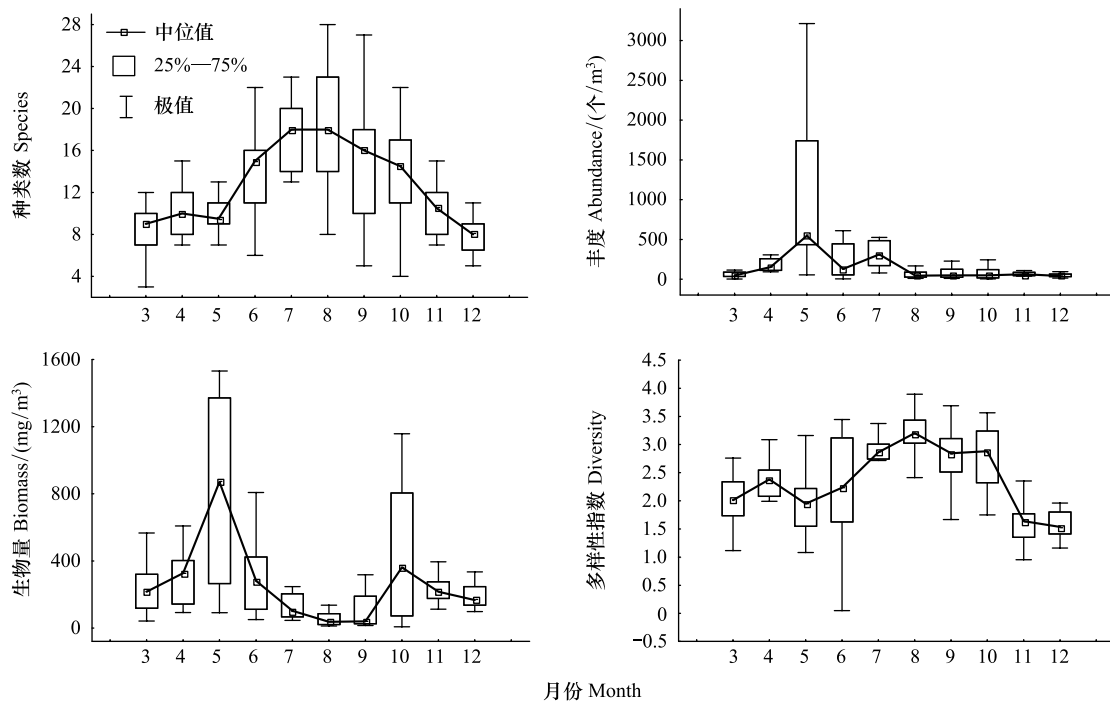 种类数 Species
28
24
20
16
12
8
4
中位值
25%—75%
极值
3 4 5 6 7 8 9 10 11 12
丰度 Abundance/(个/m³)
3000
2500
2000
1500
1000
500
0
3 4 5 6 7 8 9 10 11 12
生物量 Biomass/(mg/m³)
1600
1200
800
400
0
3 4 5 6 7 8 9 10 11 12
多样性指数 Diversity
4.5
4.0
3.5
3.0
2.5
2.0
1.5
1.0
0.5
0
−0.5
3 4 5 6 7 8 9 10 11 12
月份 Month